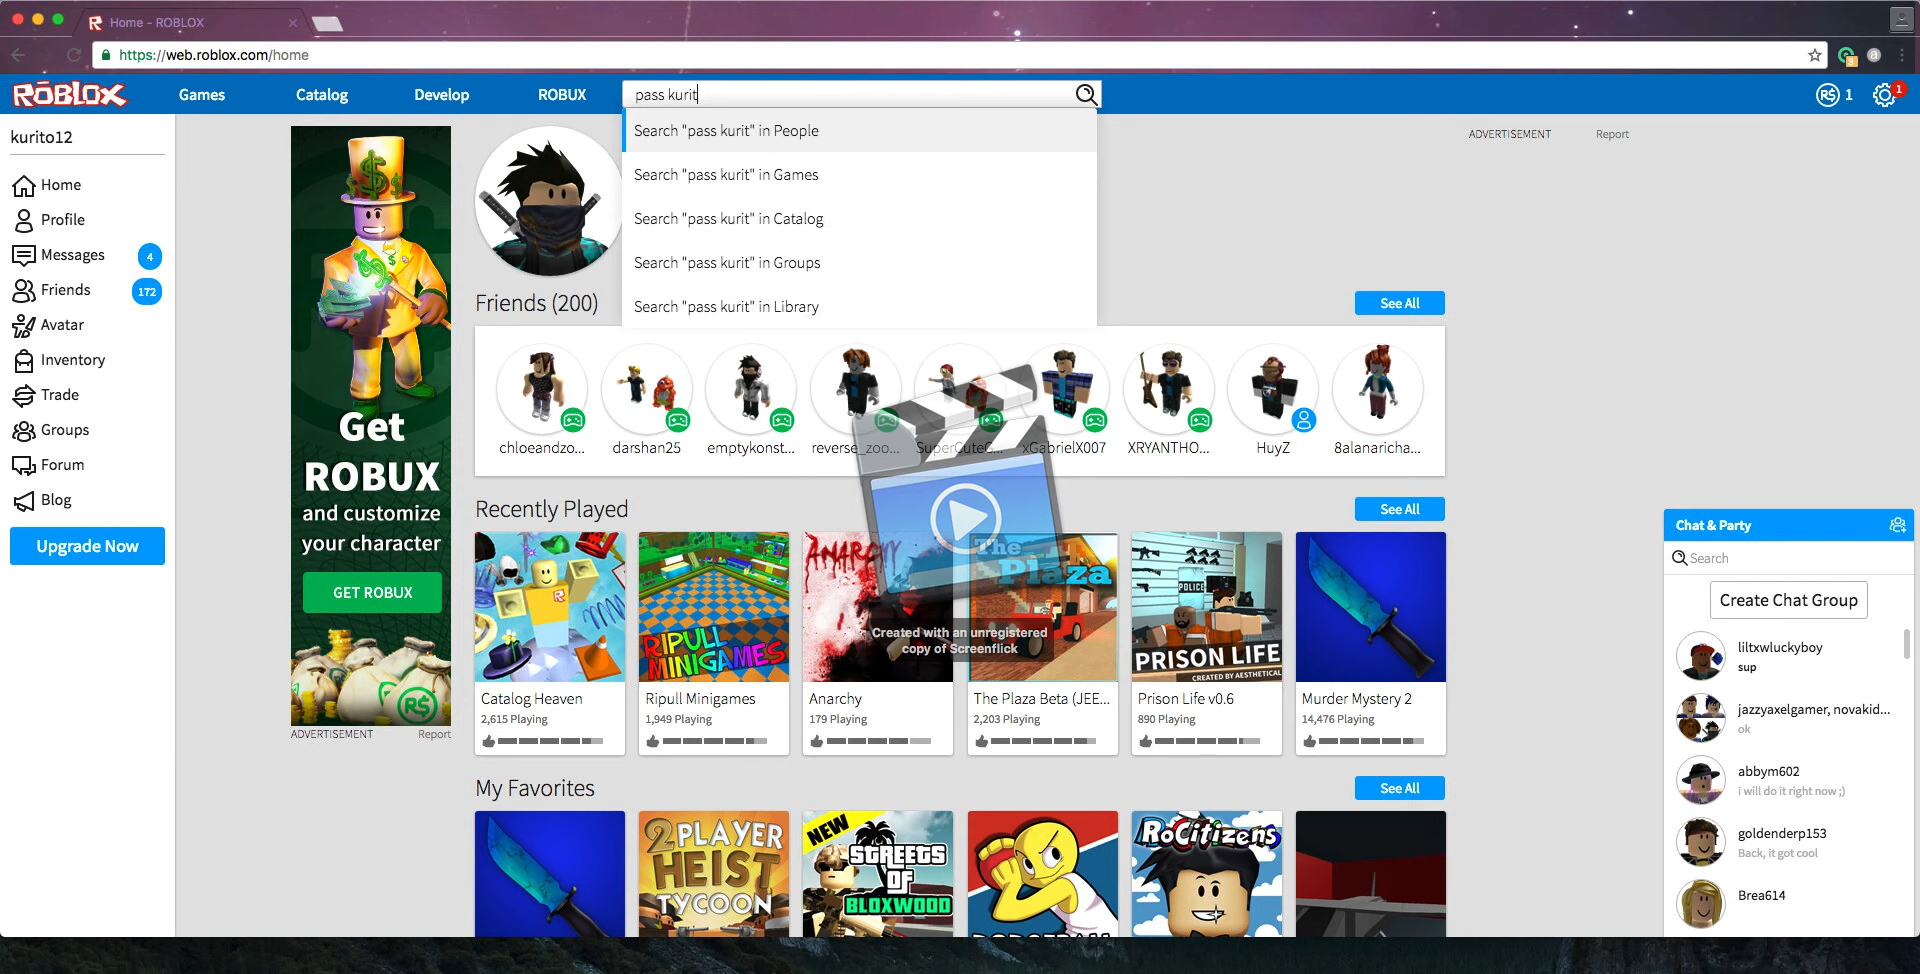 Home - ROBLOX
https://web.roblox.com/home
3
a
ROBLOX
Games
Catalog
Develop
ROBUX
pass kurit
R$ 1
1
Search "pass kurit" in People
Search "pass kurit" in Games
Search "pass kurit" in Catalog
Search "pass kurit" in Groups
Search "pass kurit" in Library
kurito12
Home
Profile
Messages
4
Friends
172
Avatar
Inventory
Trade
Groups
Forum
Blog
Upgrade Now
Get
ROBUX
and customize
your character
GET ROBUX
R$
ADVERTISEMENT
Report
ADVERTISEMENT
Report
Friends (200)
See All
chloeandzo...
darshan25
emptykonst...
reverse_zoo...
SuperCuteG...
xGabrielX007
XRYANTHO...
HuyZ
8alanaricha...
Recently Played
See All
RIPULL
MINIGAMES
ANARCHY
The
Plaza
POLICE
PRISON LIFE
CREATED BY AESTHETICAL
Created with an unregistered
copy of Screenflick
Catalog Heaven
2,615 Playing
Ripull Minigames
1,949 Playing
Anarchy
179 Playing
The Plaza Beta (JEE...
2,203 Playing
Prison Life v0.6
890 Playing
Murder Mystery 2
14,476 Playing
My Favorites
See All
2 PLAYER
HEIST
TYCOON
NEW
STREETS
OF
BLOXWOOD
RoCitizens
Chat & Party
Search
Create Chat Group
liltxwluckyboy
sup
jazzyaxelgamer, novakid...
ok
abbym602
i will do it right now ;)
goldenderp153
Back, it got cool
Brea614